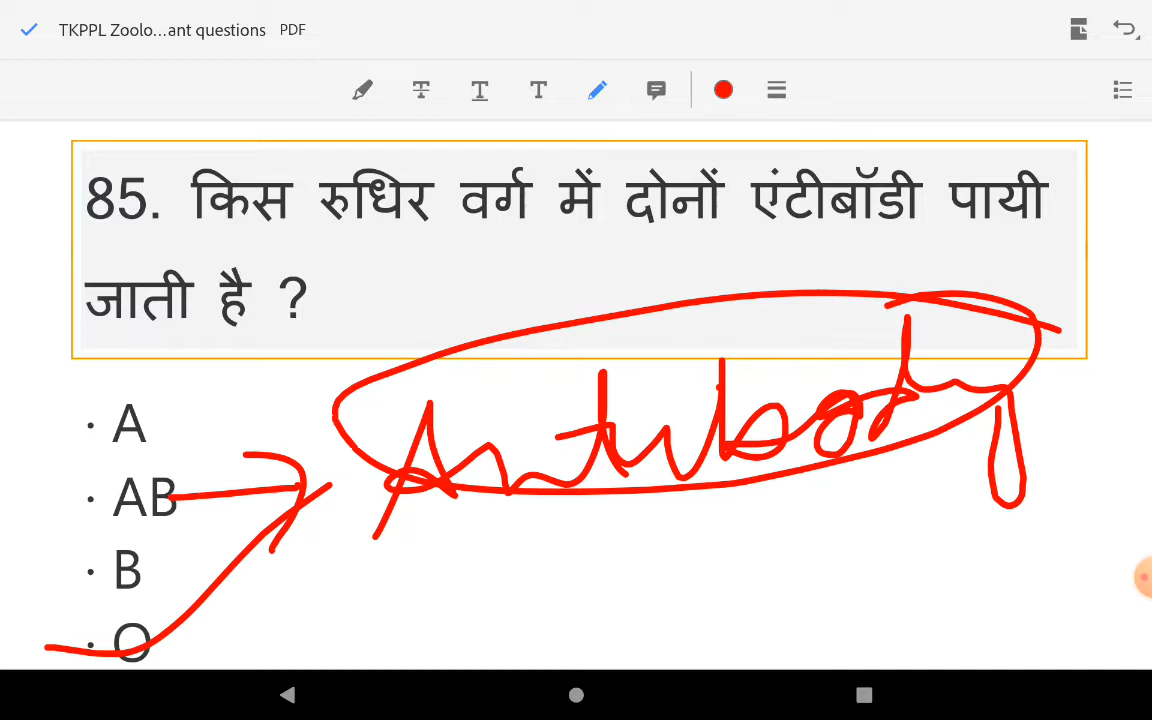 TKPPL Zoolo...ant questions PDF
85. किस रुधिर वर्ग में दोनों एंटीबॉडी पायी
जाती है ?
· A
Antibody
· AB
· B
· O